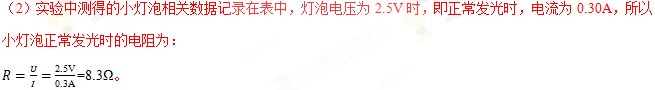 （2）实验中测得的小灯泡相关数据记录在表中，灯泡电压为 2.5V 时，即正常发光时，电流为 0.30A，所以
小灯泡正常发光时的电阻为：
R = U/I = 2.5V/0.3A =8.3Ω。